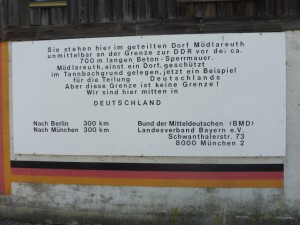 Sie stehen hier im geteilten Dorf Mödlareuth
unmittelbar an der Grenze zur DDR vor der ca.
700 m langen Beton-Sperrmauer.
Mödlareuth, einst ein Dorf, geschützt
im Tannbachgrund gelegen, jetzt ein Beispiel
für die Teilung Deutschlands
Aber diese Grenze ist keine Grenze!
Wir sind hier mitten in
DEUTSCHLAND
Nach Berlin 300 km Bund der Mitteldeutschen (BMD)
Nach München 300 km Landesverband Bayern e.V.
Schwanthalerstr. 73
8000 München 2